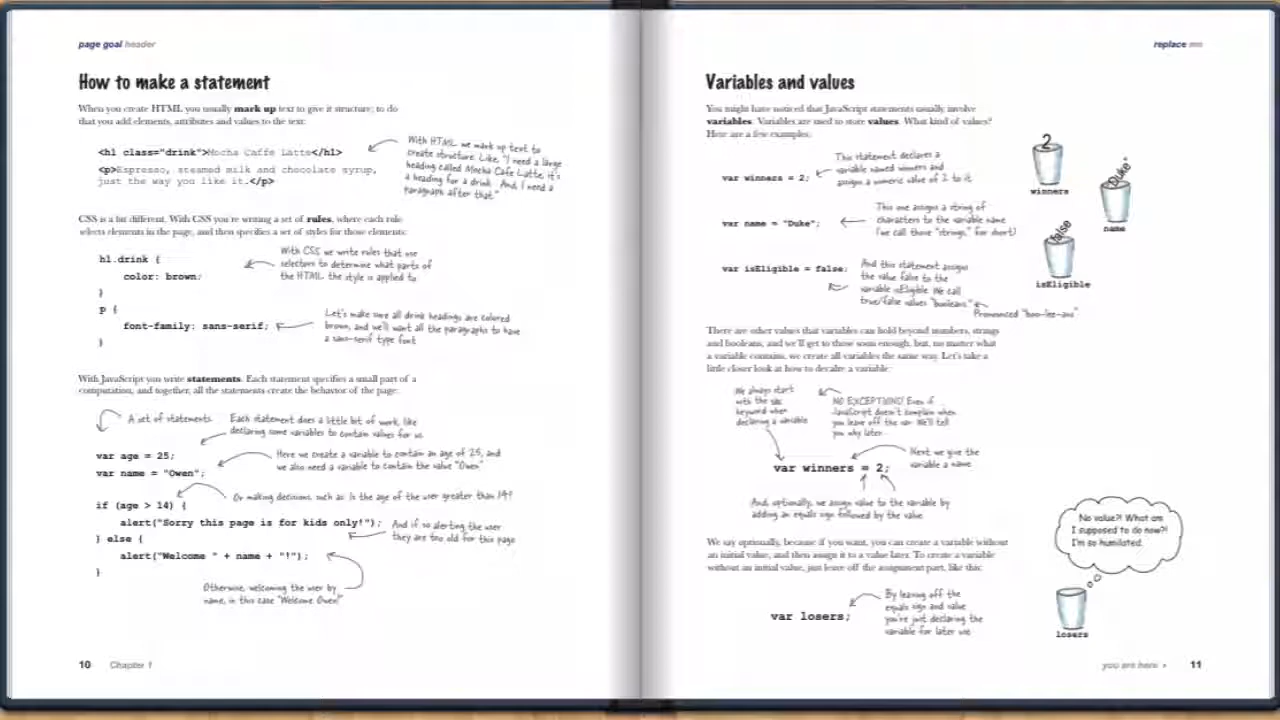 page goal header
How to make a statement
When you create HTML you usually mark up text to give it structure; to do
that you add elements, attributes and values to the text:
<h1 class="drink">Mocha Caffe Latte</h1>
<p>Espresso, steamed milk and chocolate syrup,
just the way you like it.</p>
With HTML we mark up text to
create structure. Like, "I need a large
heading called Mocha Cafe Latte, it's
a heading for a drink. And, I need a
paragraph after that."
CSS is a bit different. With CSS you're writing a set of rules, where each rule
selects elements in the page, and then specifies a set of styles for those elements:
h1.drink {
color: brown;
}
p {
font-family: sans-serif;
}
With CSS we write rules that use
selectors to determine what parts of
the HTML the style is applied to
Let's make sure all drink headings are colored
brown, and we'll want all the paragraphs to have
a sans-serif type font
With JavaScript you write statements. Each statement specifies a small part of a
computation, and together, all the statements create the behavior of the page:
A set of statements.
Each statement does a little bit of work, like
declaring some variables to contain values for us
var age = 25;
var name = "Owen";
Here we create a variable to contain an age of 25, and
we also need a variable to contain the value "Owen"
if (age > 14) {
Or making decisions, such as: Is the age of the user greater than 14?
alert("Sorry this page is for kids only!");
} else {
And if so alerting the user
they are too old for this page
alert("Welcome " + name + "!");
}
Otherwise, welcoming the user by
name, in this case "Welcome Owen!"
10 Chapter 1
replace me
Variables and values
You might have noticed that JavaScript statements usually involve
variables. Variables are used to store values. What kind of values?
Here are a few examples:
var winners = 2;
This statement declares a
variable named winners and
assigns a numeric value of 2 to it
2
winners
var name = "Duke";
This one assigns a string of
characters to the variable name
(we call those "strings," for short)
"Duke"
name
var isEligible = false;
And this statement assigns
the value false to the
variable isEligible. We call
true/false values "booleans."
Pronounced "boo-lee-ans"
false
isEligible
There are other values that variables can hold beyond numbers, strings
and booleans, and we'll get to those soon enough, but, no matter what
a variable contains, we create all variables the same way. Let's take a
little closer look at how to decalre a variable:
We always start
with the var
keyword when
declaring a variable
NO EXCEPTIONS! Even if
JavaScript doesn't complain when
you leave off the var. We'll tell
you why later
Next we give the
variable a name
var winners = 2;
And, optionally, we assign value to the variable by
adding an equals sign followed by the value
We say optionally, because if you want, you can create a variable without
an initial value, and then assign it to a value later. To create a variable
without an initial value, just leave off the assignment part, like this:
var losers;
By leaving off the
equals sign and value
you're just declaring the
variable for later use
No value?! What am
I supposed to do now?!
I'm so humilated.
losers
you are here 11